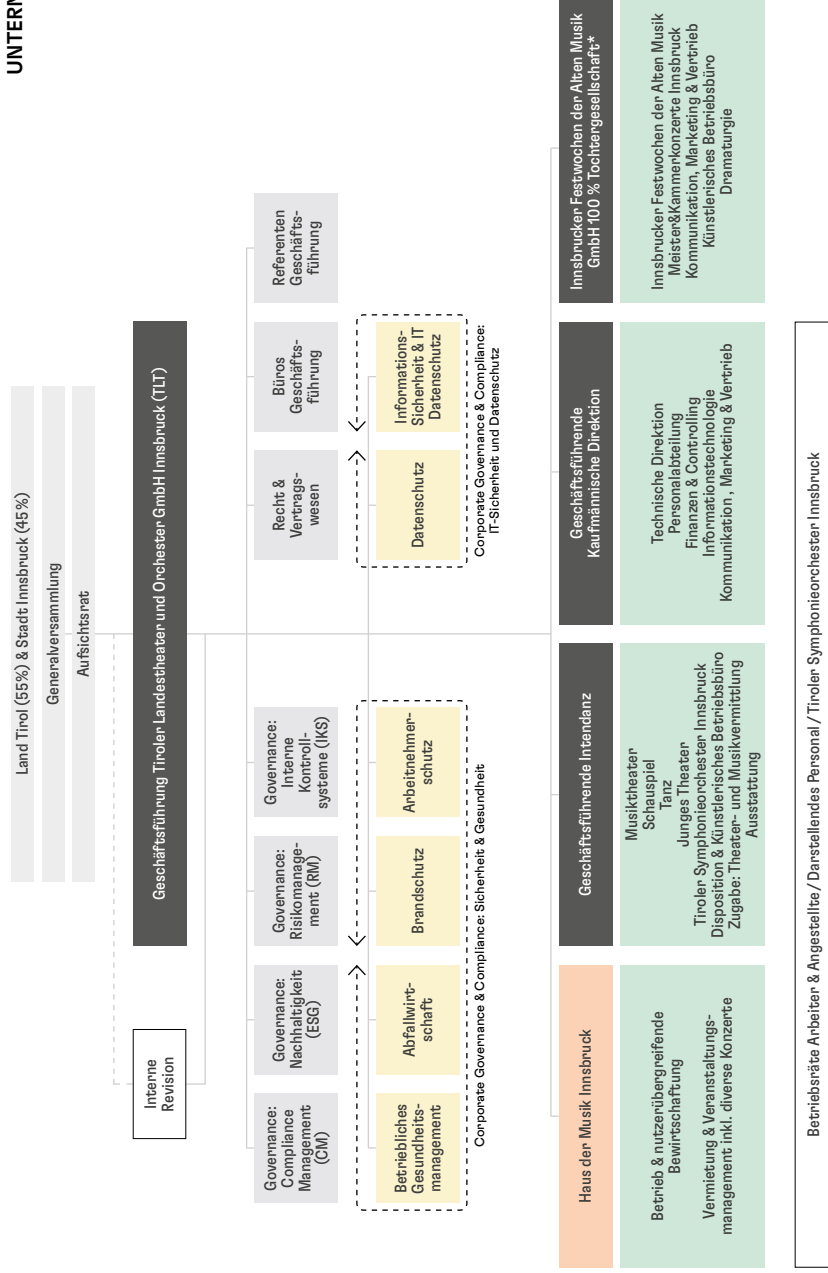 UNTERN
Land Tirol (55%) & Stadt Innsbruck (45%)
Generalversammlung
Aufsichtsrat
Interne
Revision
Geschäftsführung Tiroler Landestheater und Orchester GmbH Innsbruck (TLT)
Governance:
Compliance
Management
(CM)
Governance:
Nachhaltigkeit
(ESG)
Governance:
Risikomanage-
ment (RM)
Governance:
Interne
Kontroll-
systeme (IKS)
Recht &
Vertrags-
wesen
Büros
Geschäfts-
führung
Referenten
Geschäfts-
führung
Betriebliches
Gesundheits-
management
Abfallwirt-
schaft
Brandschutz
Arbeitnehmer-
schutz
Datenschutz
Informations-
Sicherheit & IT
Datenschutz
Corporate Governance & Compliance: Sicherheit & Gesundheit
Corporate Governance & Compliance:
IT-Sicherheit und Datenschutz
Haus der Musik Innsbruck
Betrieb & nutzerübergreifende
Bewirtschaftung
Vermietung & Veranstaltungs-
management inkl. diverse Konzerte
Geschäftsführende Intendanz
Musiktheater
Schauspiel
Tanz
Junges Theater
Tiroler Symphonieorchester Innsbruck
Disposition & Künstlerisches Betriebsbüro
Zugabe: Theater- und Musikvermittlung
Ausstattung
Geschäftsführende
Kaufmännische Direktion
Technische Direktion
Personalabteilung
Finanzen & Controlling
Informationstechnologie
Kommunikation , Marketing & Vertrieb
Innsbrucker Festwochen der Alten Musik
GmbH 100 % Tochtergesellschaft*
Innsbrucker Festwochen der Alten Musik
Meister&Kammerkonzerte Innsbruck
Kommunikation, Marketing & Vertrieb
Künstlerisches Betriebsbüro
Dramaturgie
Betriebsräte Arbeiter & Angestellte / Darstellendes Personal / Tiroler Symphonieorchester Innsbruck